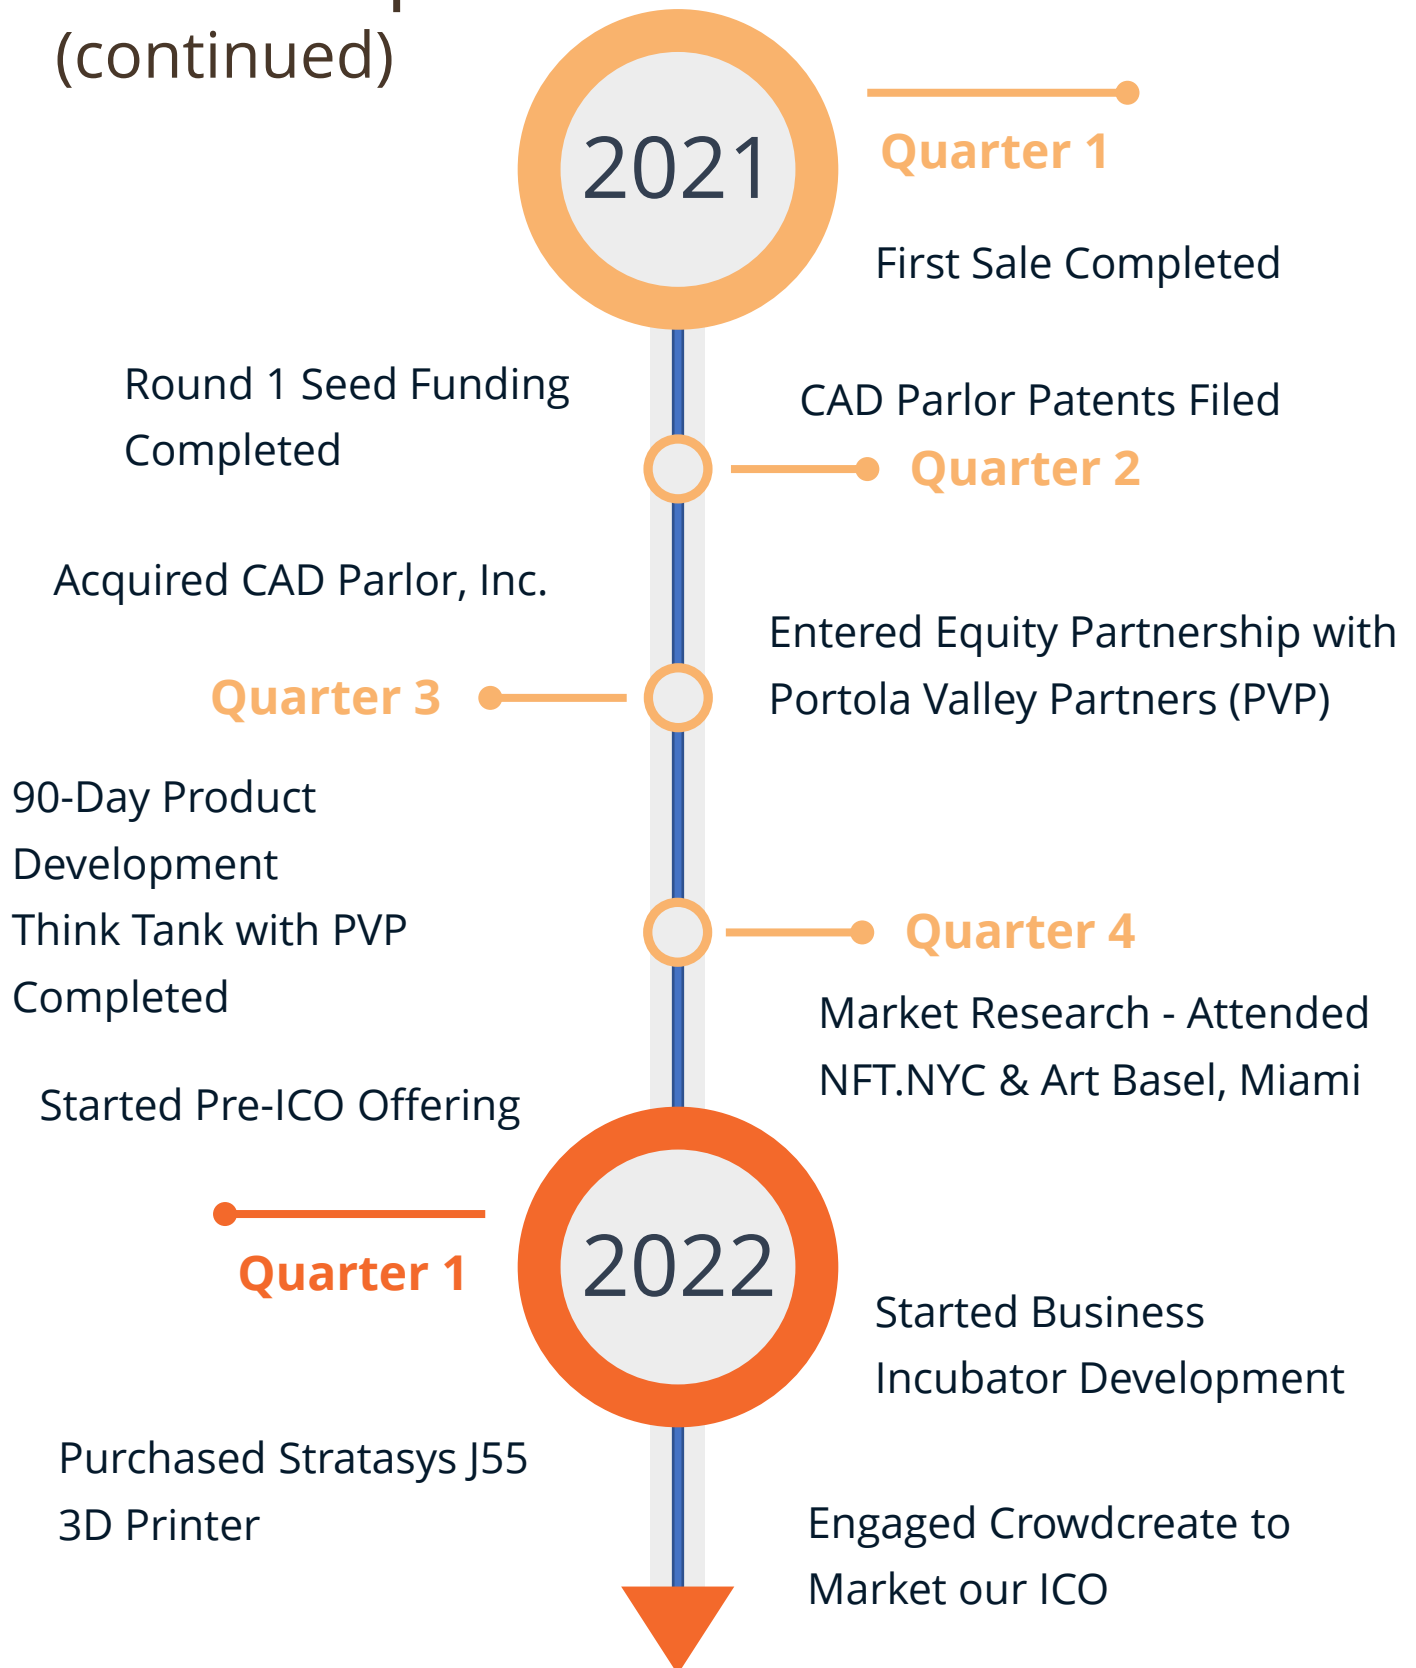 (continued)
2021
Quarter 1
First Sale Completed
Round 1 Seed Funding
Completed
CAD Parlor Patents Filed
Quarter 2
Acquired CAD Parlor, Inc.
Entered Equity Partnership with
Portola Valley Partners (PVP)
Quarter 3
90-Day Product
Development
Think Tank with PVP
Completed
Quarter 4
Market Research - Attended
NFT.NYC & Art Basel, Miami
Started Pre-ICO Offering
Quarter 1
2022
Started Business
Incubator Development
Purchased Stratasys J55
3D Printer
Engaged Crowdcreate to
Market our ICO